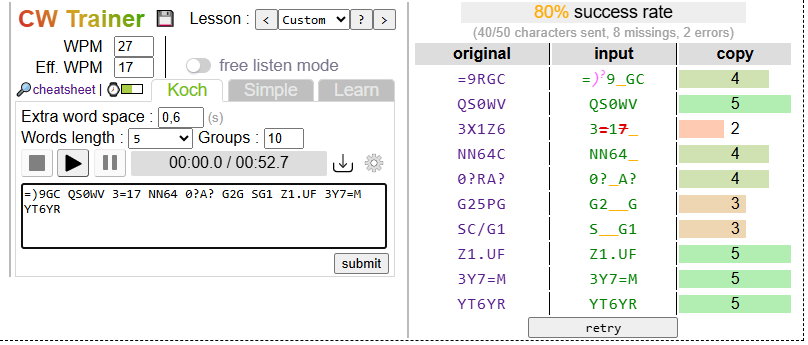 CW Trainer Lesson : < Custom ? >
WPM 27
Eff. WPM 17
free listen mode
cheatsheet |
Koch Simple Learn
Extra word space : 0,6 (s)
Words length : 5 Groups : 10
00:00.0 / 00:52.7
=)9GC QS0WV 3=17 NN64 0?A? G2G SG1 Z1.UF 3Y7=M
YT6YR
submit
80% success rate
(40/50 characters sent, 8 missings, 2 errors)
original input copy
=9RGC =)?9_GC 4
QS0WV QS0WV 5
3X1Z6 3=17_ 2
NN64C NN64_ 4
0?RA? 0?_A? 4
G25PG G2__G 3
SC/G1 S__G1 3
Z1.UF Z1.UF 5
3Y7=M 3Y7=M 5
YT6YR YT6YR 5
retry